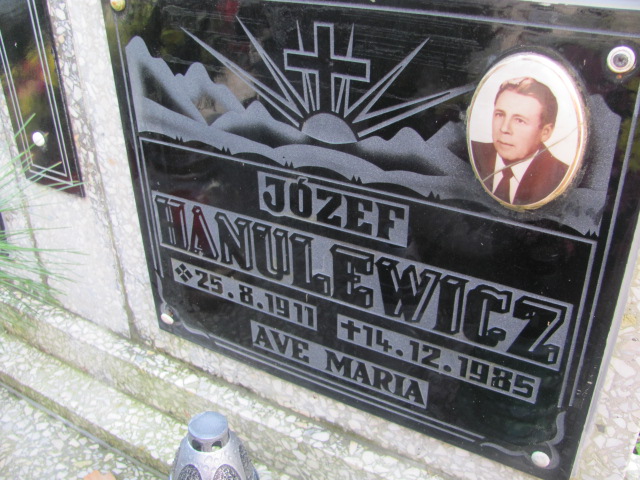 JÓZEF
HANULEWICZ
25.8.1911 ✝14.12.1985
AVE MARIA